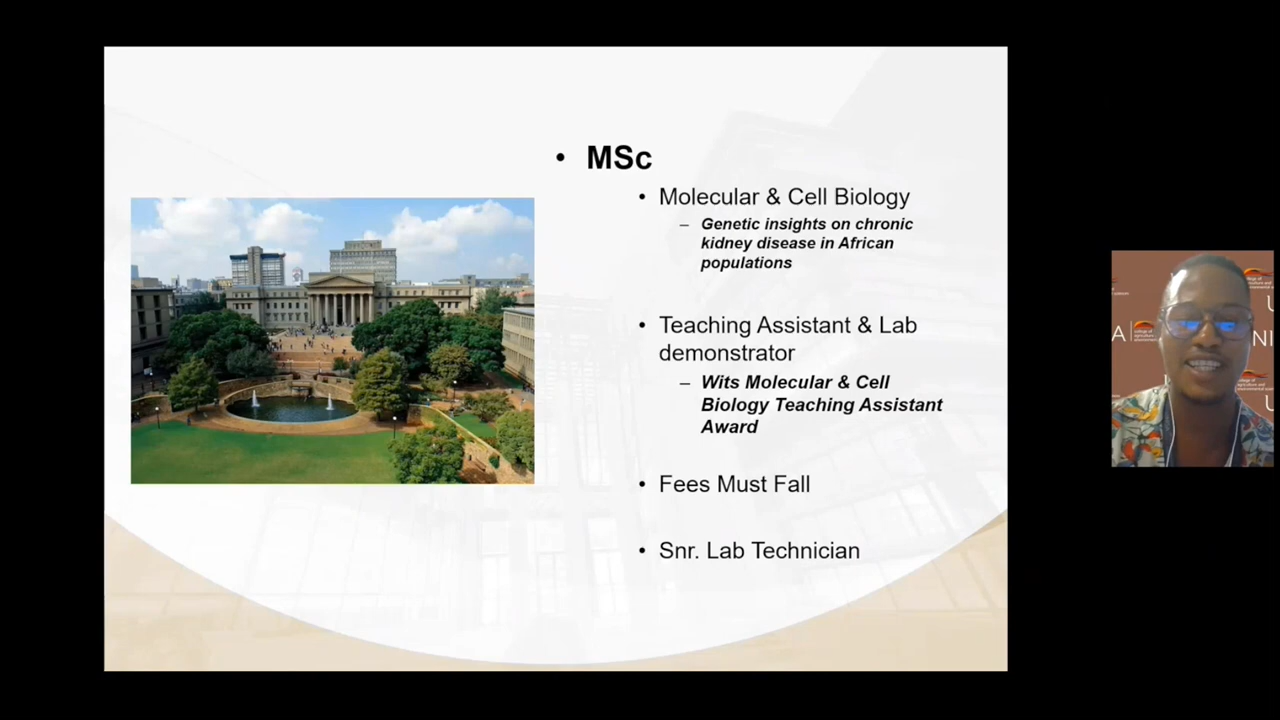 MSc
Molecular & Cell Biology
– Genetic insights on chronic
kidney disease in African
populations
Teaching Assistant & Lab
demonstrator
– Wits Molecular & Cell
Biology Teaching Assistant
Award
Fees Must Fall
Snr. Lab Technician
A
U
NI
U